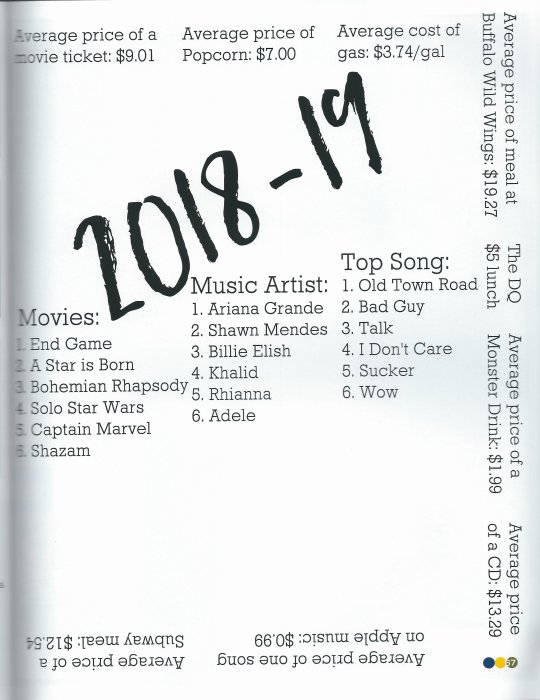 Average price of a
movie ticket: $9.01
Average price of
Popcorn: $7.00
Average cost of
gas: $3.74/gal
Average price of meal at
Buffalo Wild Wings: $19.27
The DQ
$5 lunch
Average price of a
Monster Drink: $1.99
Average price
of a CD: $13.29
2018-19
Movies:
1. End Game
2. A Star is Born
3. Bohemian Rhapsody
4. Solo Star Wars
5. Captain Marvel
6. Shazam
Music Artist:
1. Ariana Grande
2. Shawn Mendes
3. Billie Elish
4. Khalid
5. Rhianna
6. Adele
Top Song:
1. Old Town Road
2. Bad Guy
3. Talk
4. I Don't Care
5. Sucker
6. Wow
Average price of one song
on Apple music: $0.99
Average price of a
Subway meal: $12.54
67